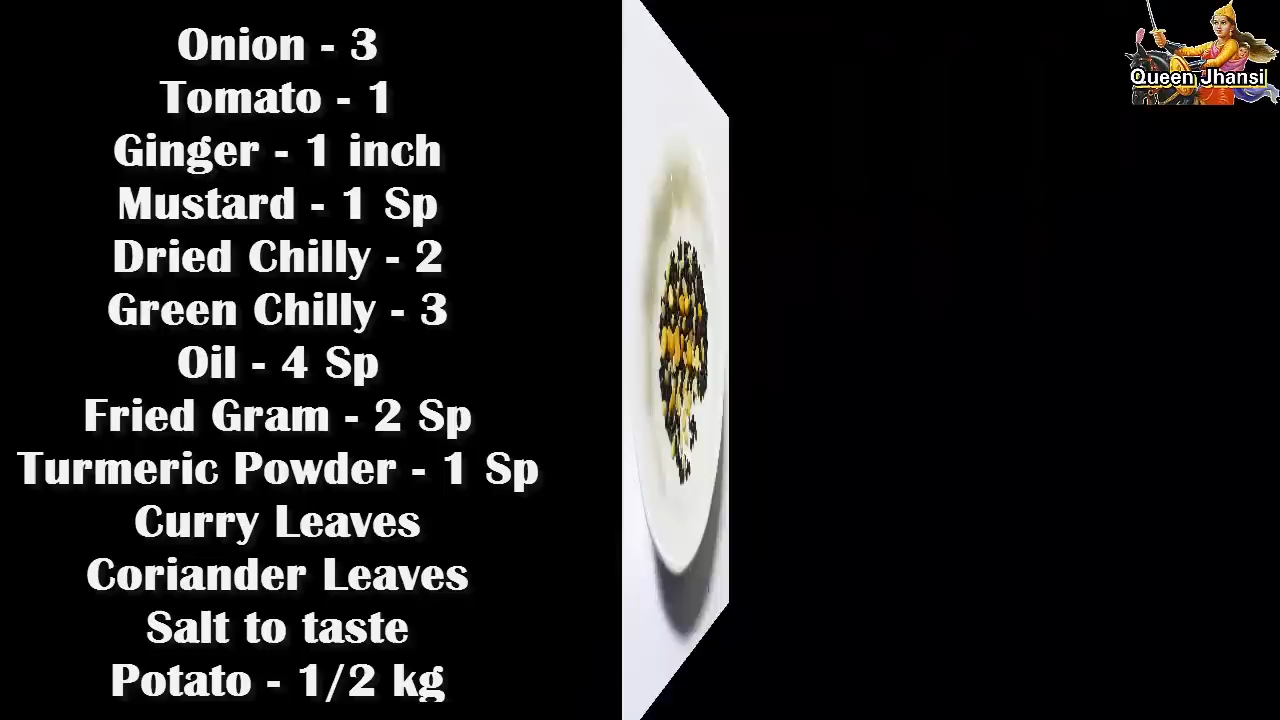 Onion - 3
Tomato - 1
Ginger - 1 inch
Mustard - 1 Sp
Dried Chilly - 2
Green Chilly - 3
Oil - 4 Sp
Fried Gram - 2 Sp
Turmeric Powder - 1 Sp
Curry Leaves
Coriander Leaves
Salt to taste
Potato - 1/2 kg
Queen Jhansi